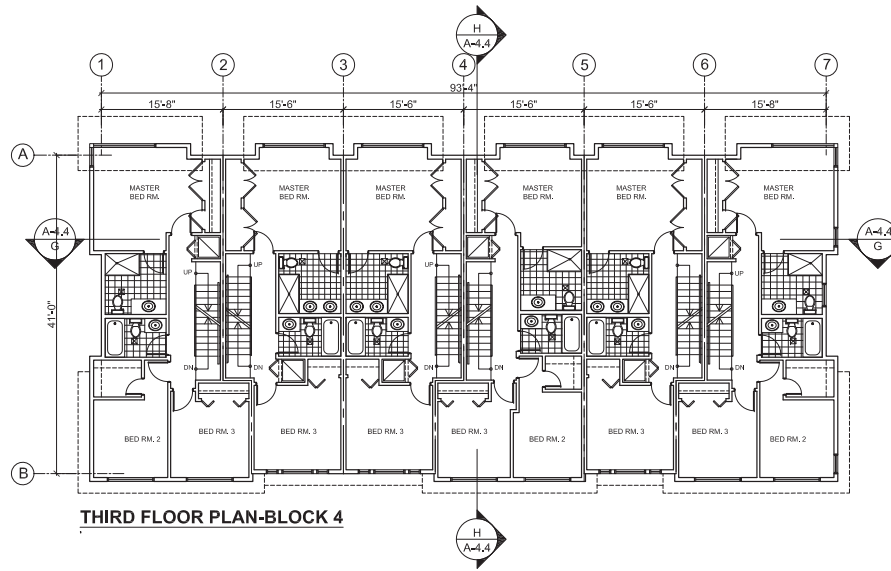 H
A-4.4
1
2
3
4
5
6
7
93'-4"
15'-8"
15'-6"
15'-6"
15'-6"
15'-6"
15'-8"
A
MASTER
BED RM.
MASTER
BED RM.
MASTER
BED RM.
MASTER
BED RM.
MASTER
BED RM.
MASTER
BED RM.
A-4.4
G
A-4.4
G
UP
UP
UP
UP
UP
UP
41'-0"
DN
DN
DN
DN
DN
DN
BED RM. 2
BED RM. 3
BED RM. 3
BED RM. 3
BED RM. 3
BED RM. 2
BED RM. 3
BED RM. 3
BED RM. 2
B
THIRD FLOOR PLAN-BLOCK 4
H
A-4.4